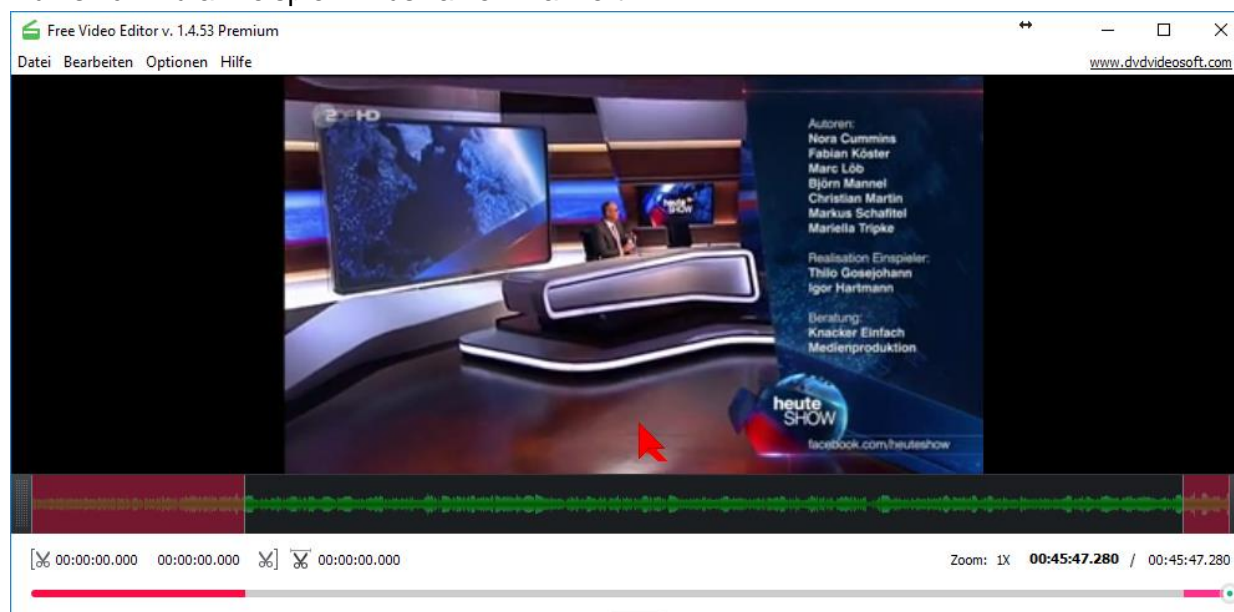 Free Video Editor v. 1.4.53 Premium
Datei Bearbeiten Optionen Hilfe
www.dvdvideosoft.com
ZDF HD
heute
SHOW
Autoren:
Nora Cummins
Fabian Köster
Marc Löb
Björn Mannel
Christian Martin
Markus Schafitel
Mariella Tripke
Realisation Einspieler:
Thilo Gosejohann
Igor Hartmann
Beratung:
Knacker Einfach
Medienproduktion
heute
SHOW
facebook.com/heuteshow
00:00:00.000 00:00:00.000 00:00:00.000
Zoom: 1X 00:45:47.280 / 00:45:47.280